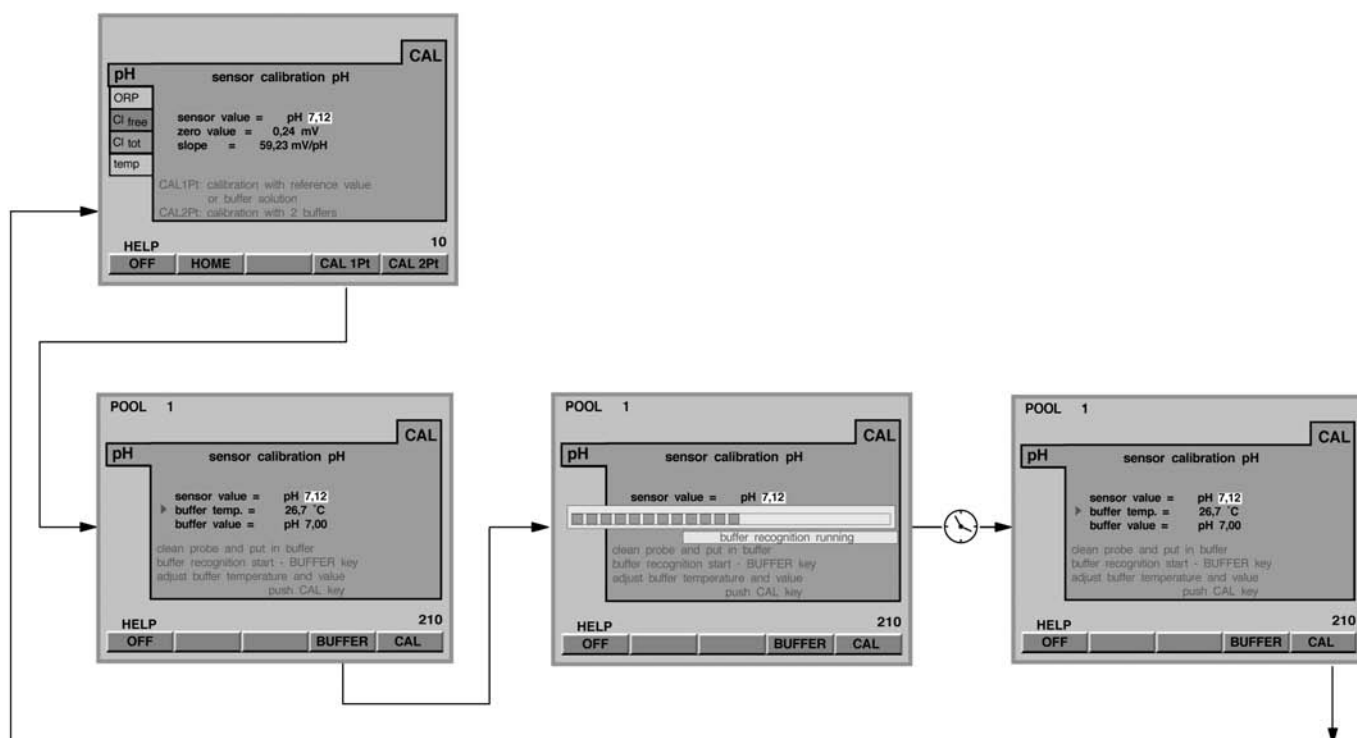 CAL
pH
sensor calibration pH
ORP
Cl free
Cl tot
temp
sensor value = pH 7,12
zero value = 0,24 mV
slope = 59,23 mV/pH
CAL1Pt: calibration with reference value
or buffer solution
CAL2Pt: calibration with 2 buffers
10
HELP
OFF HOME CAL 1Pt CAL 2Pt
POOL 1
CAL
pH
sensor calibration pH
sensor value = pH 7,12
buffer temp. = 26,7 °C
buffer value = pH 7,00
clean probe and put in buffer
buffer recognition start - BUFFER key
adjust buffer temperature and value
push CAL key
210
HELP
OFF BUFFER CAL
POOL 1
CAL
pH
sensor calibration pH
sensor value = pH 7,12
buffer recognition running
clean probe and put in buffer
buffer recognition start - BUFFER key
adjust buffer temperature and value
push CAL key
210
HELP
OFF BUFFER CAL
POOL 1
CAL
pH
sensor calibration pH
sensor value = pH 7,12
buffer temp. = 26,7 °C
buffer value = pH 7,00
clean probe and put in buffer
buffer recognition start - BUFFER key
adjust buffer temperature and value
push CAL key
210
HELP
OFF BUFFER CAL